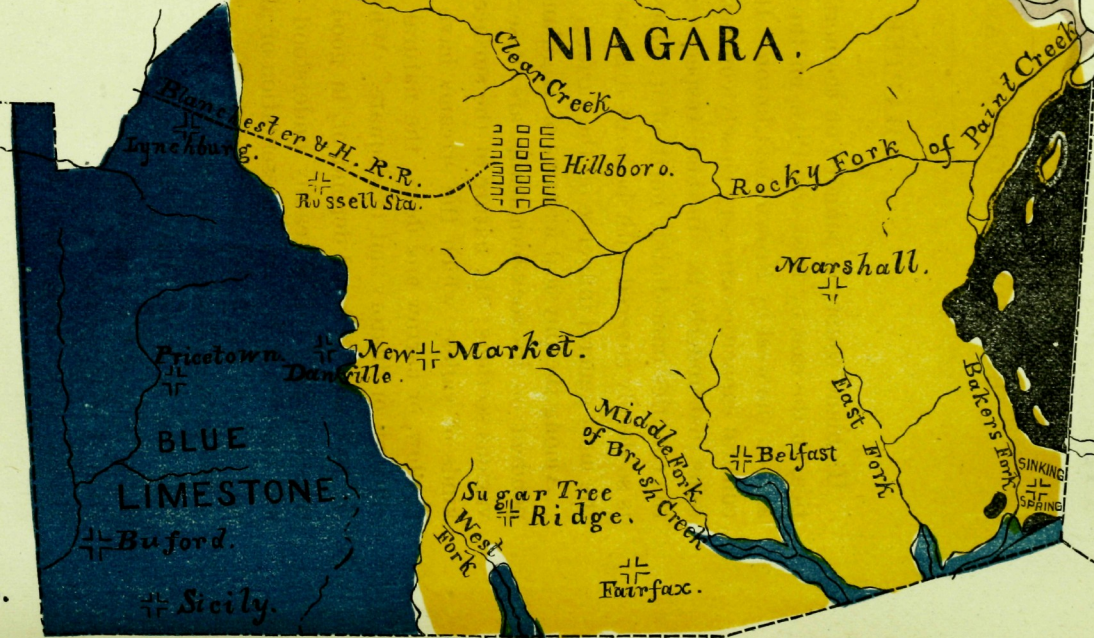 NIAGARA.
Clear Creek
Blanchester & H. R.R.
Lynchburg.
Russell Sta.
Hillsboro.
Rocky Fork of Paint Creek
Marshall.
Pricetown
Danville.
New Market.
BLUE
LIMESTONE.
Middle Fork
of Brush Creek
Belfast
East Fork
Bakers Fork
SINKING
SPRING
Sugar Tree
Ridge.
West
Fork
Buford.
Fairfax.
Sicily.